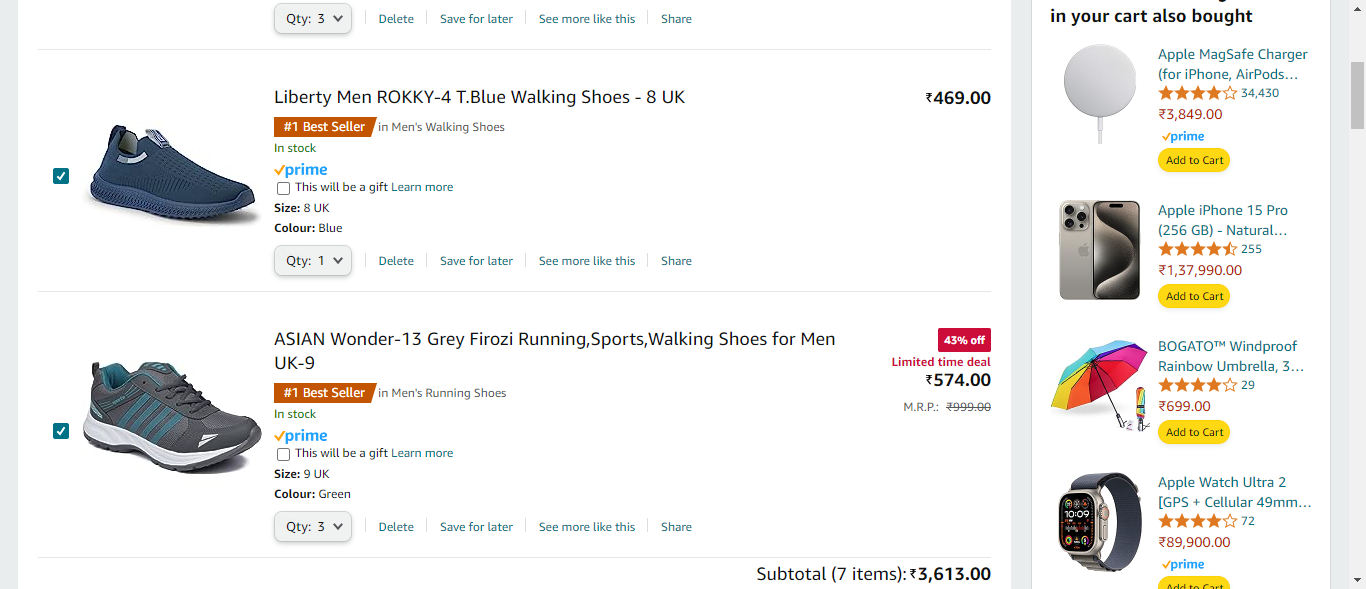 Qty: 3 Delete Save for later See more like this Share
Liberty Men ROKKY-4 T.Blue Walking Shoes - 8 UK ₹469.00
#1 Best Seller in Men's Walking Shoes
In stock
prime
This will be a gift Learn more
Size: 8 UK
Colour: Blue
Qty: 1 Delete Save for later See more like this Share
ASIAN Wonder-13 Grey Firozi Running,Sports,Walking Shoes for Men
UK-9
43% off
Limited time deal
₹574.00
M.R.P.: ₹999.00
#1 Best Seller in Men's Running Shoes
In stock
prime
This will be a gift Learn more
Size: 9 UK
Colour: Green
Qty: 3 Delete Save for later See more like this Share
Subtotal (7 items): ₹3,613.00
in your cart also bought
Apple MagSafe Charger
(for iPhone, AirPods…
34,430
₹3,849.00
prime
Add to Cart
Apple iPhone 15 Pro
(256 GB) - Natural…
255
₹1,37,990.00
Add to Cart
BOGATO™ Windproof
Rainbow Umbrella, 3…
29
₹699.00
Add to Cart
Apple Watch Ultra 2
[GPS + Cellular 49mm…
72
₹89,900.00
prime
Add to Cart